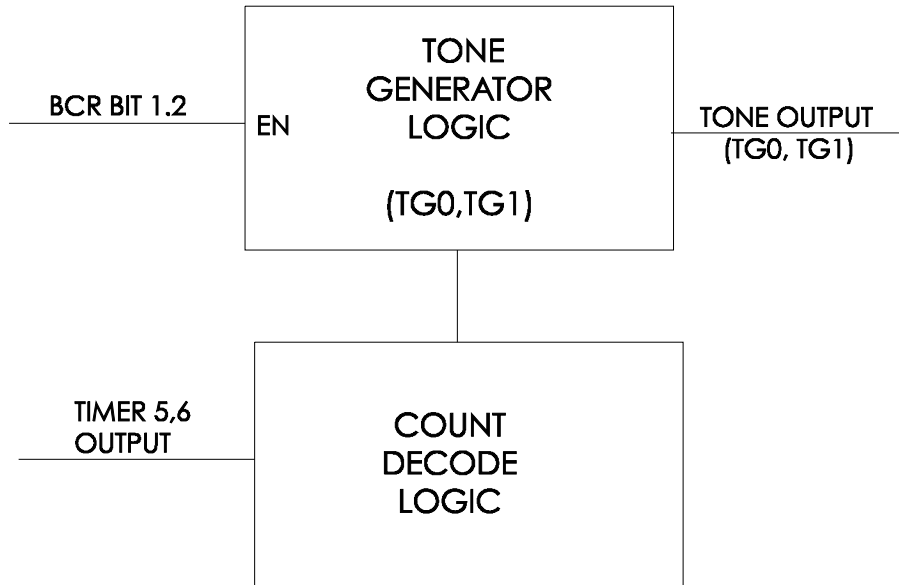 TONE
GENERATOR
LOGIC
(TG0,TG1)
BCR BIT 1.2
EN
TONE OUTPUT
(TG0, TG1)
TIMER 5,6
OUTPUT
COUNT
DECODE
LOGIC